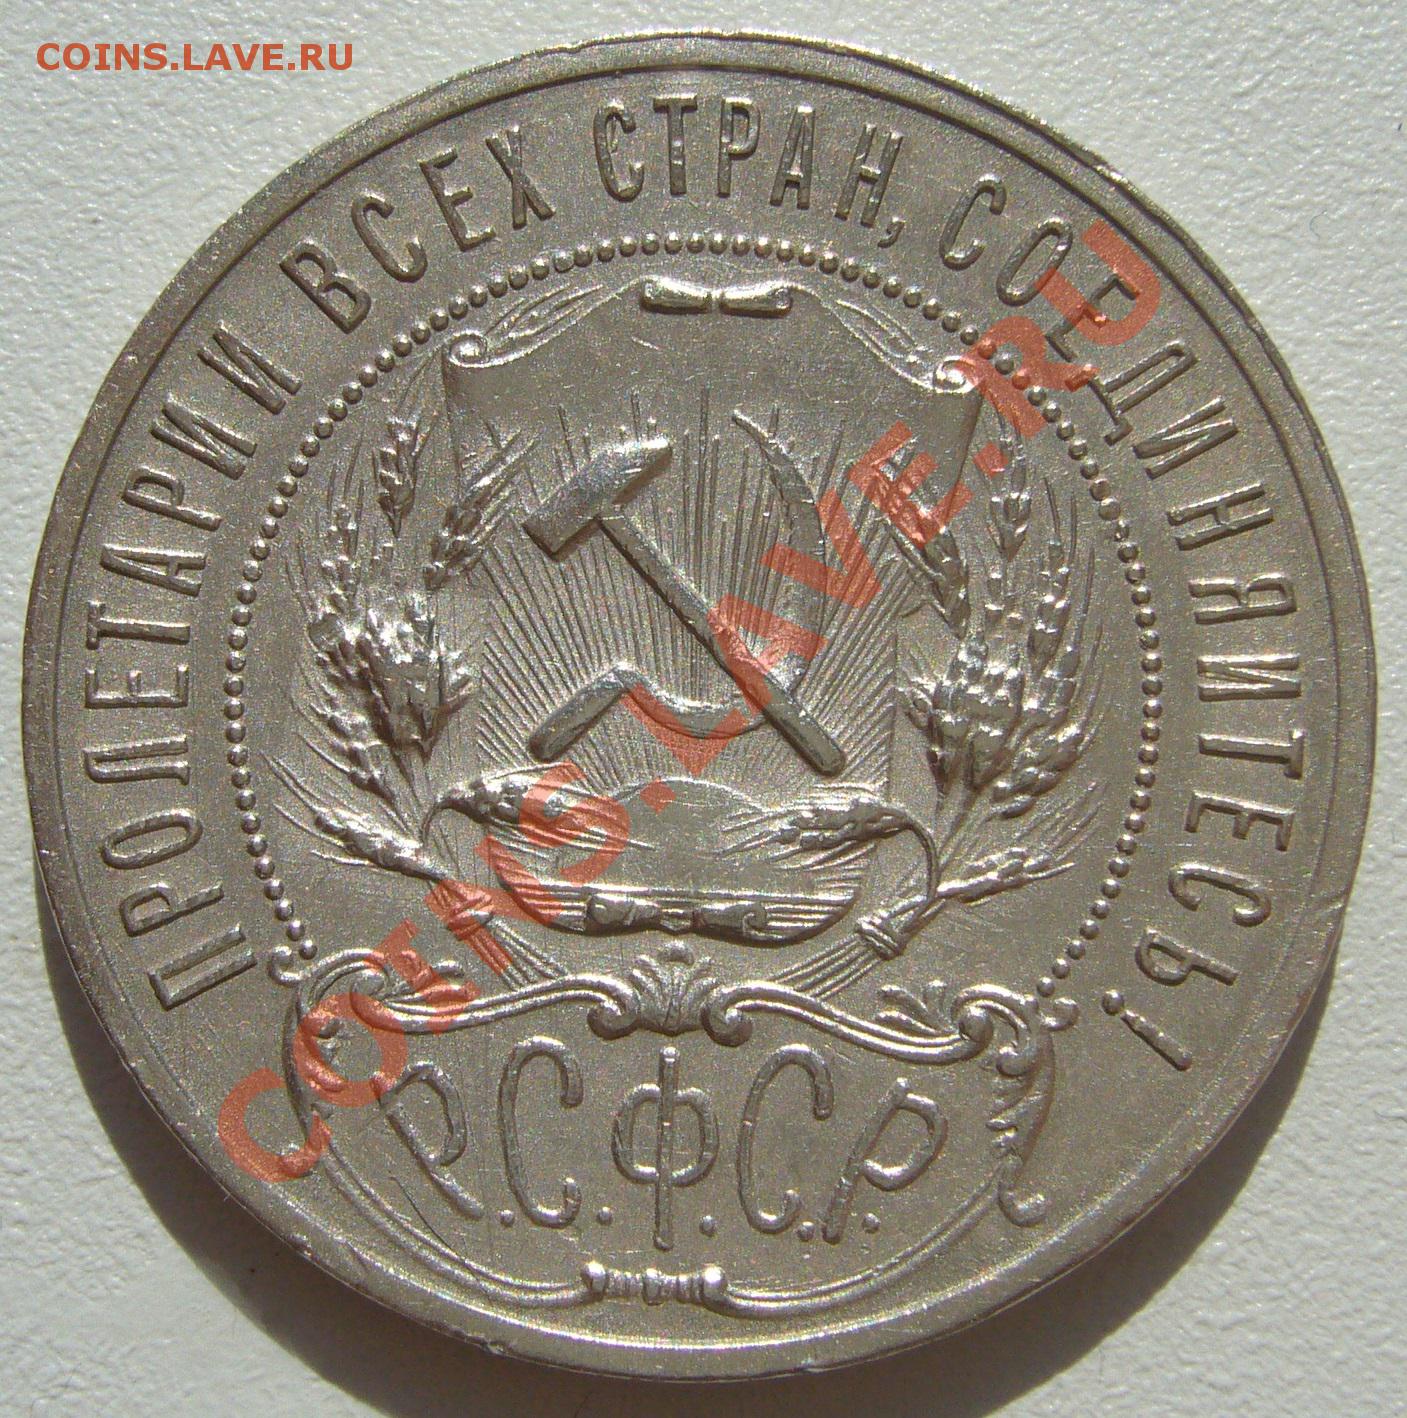 COINS.LAVE.RU
ПРОЛЕТАРИИ ВСЕХ СТРАН, СОЕДИНЯЙТЕСЬ!
COINS.LAVE.RU
Р.С.Ф.С.Р.